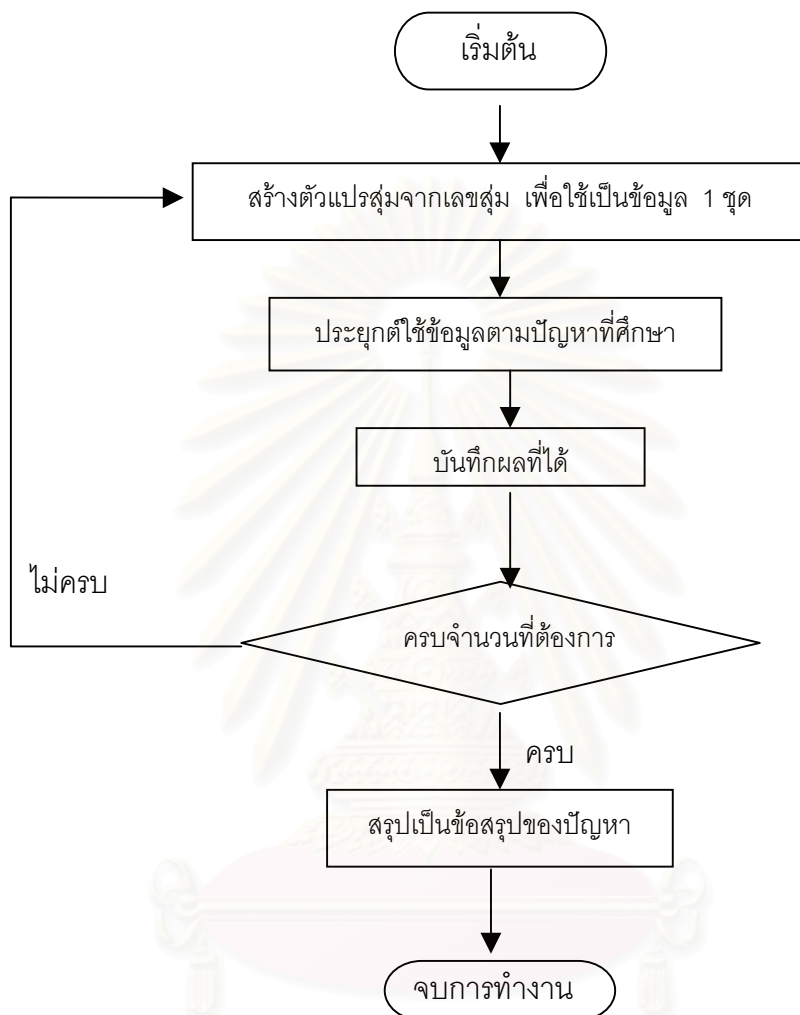 เริ่มต้น
สร้างตัวแปรสุ่มจากเลขสุ่ม เพื่อใช้เป็นข้อมูล 1 ชุด
ประยุกต์ใช้ข้อมูลตามปัญหาที่ศึกษา
บันทึกผลที่ได้
ไม่ครบ
ครบจำนวนที่ต้องการ
ครบ
สรุปเป็นข้อสรุปของปัญหา
จบการทำงาน